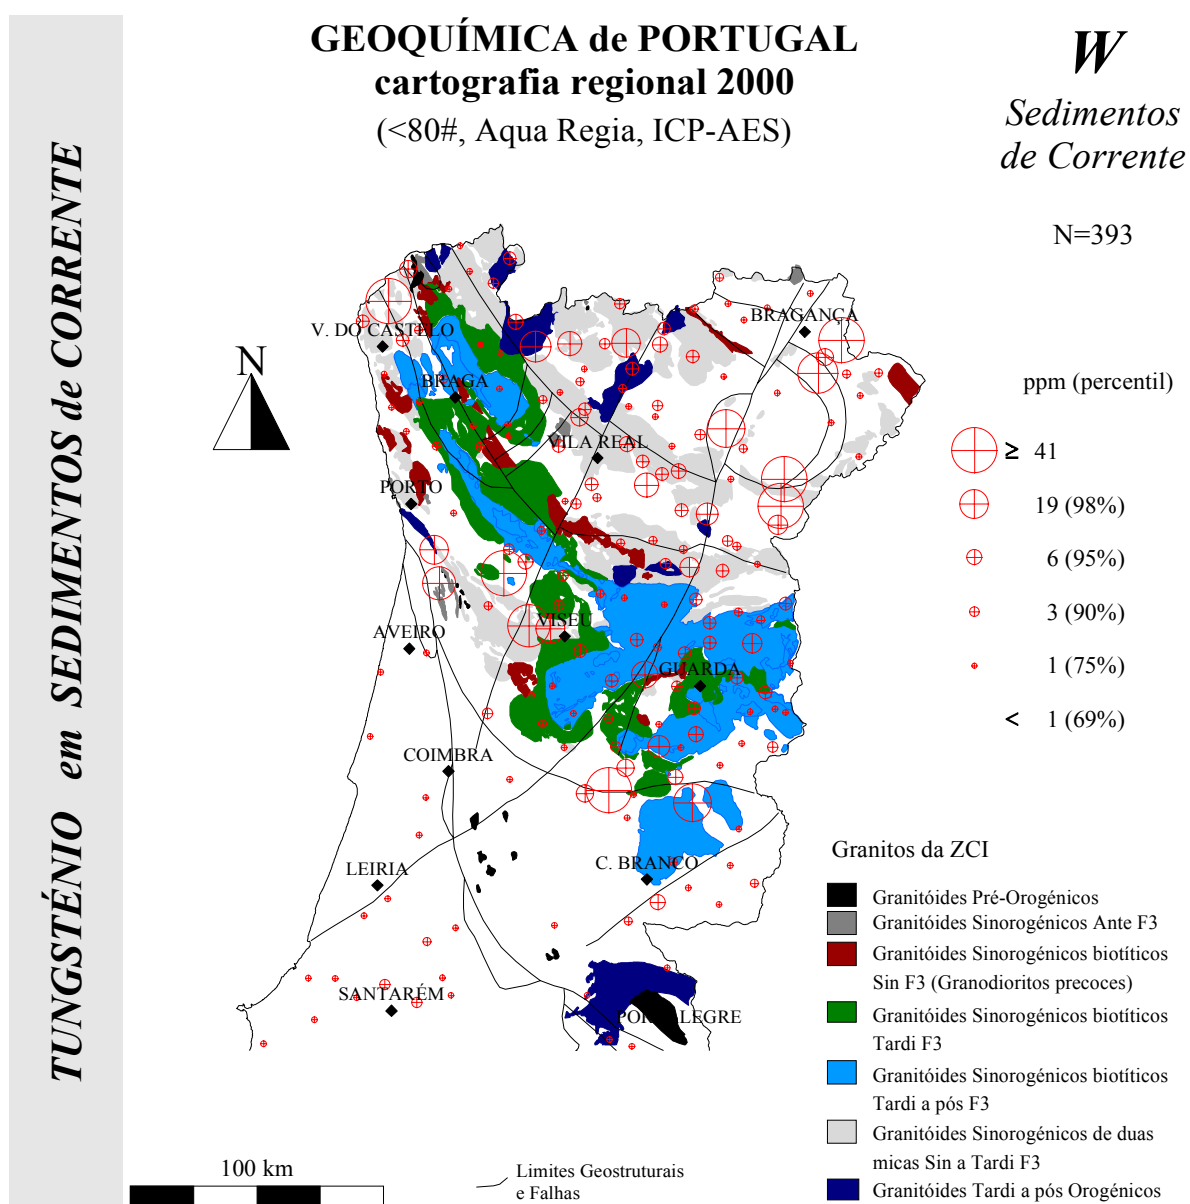 TUNGSTÉNIO em SEDIMENTOS de CORRENTE
GEOQUÍMICA de PORTUGAL
cartografia regional 2000
(<80#, Aqua Regia, ICP-AES)
W
Sedimentos
de Corrente
N=393
N
ppm (percentil)
≥ 41
19 (98%)
6 (95%)
3 (90%)
1 (75%)
< 1 (69%)
BRAGANÇA
V. DO CASTELO
BRAGA
VILA REAL
PORTO
AVEIRO
VISEU
GUARDA
COIMBRA
LEIRIA
C. BRANCO
SANTARÉM
PORTALEGRE
Granitos da ZCI
Granitóides Pré-Orogénicos
Granitóides Sinorogénicos Ante F3
Granitóides Sinorogénicos biotíticos
Sin F3 (Granodioritos precoces)
Granitóides Sinorogénicos biotíticos
Tardi F3
Granitóides Sinorogénicos biotíticos
Tardi a pós F3
Granitóides Sinorogénicos de duas
micas Sin a Tardi F3
Granitóides Tardi a pós Orogénicos
100 km
Limites Geostruturais
e Falhas